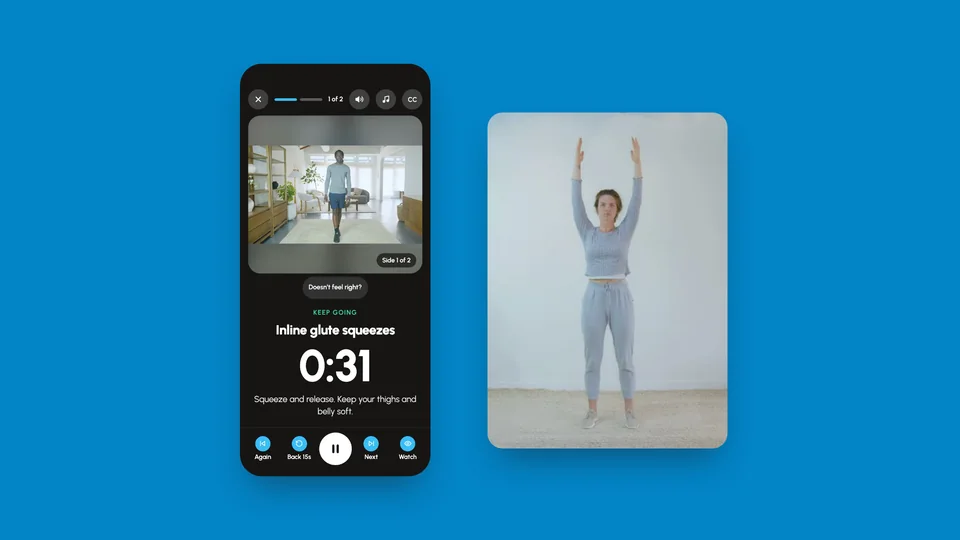 1 of 2
CC
Side 1 of 2
Doesn't feel right?
KEEP GOING
Inline glute squeezes
0:31
Squeeze and release. Keep your thighs and
belly soft.
Again
Back 15s
Next
Watch